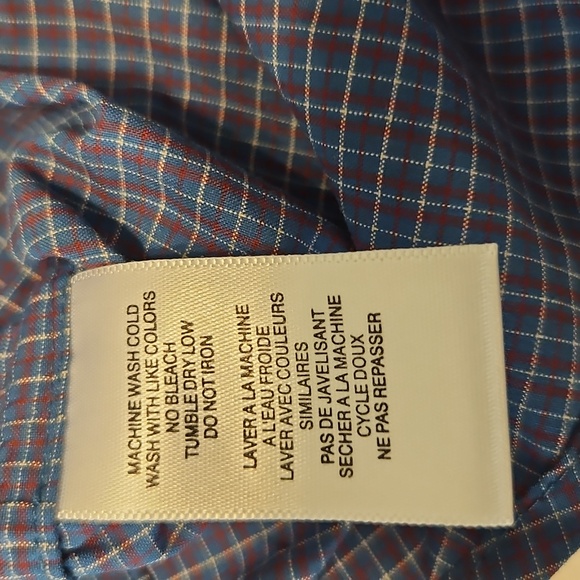 MACHINE WASH COLD
WASH WITH LIKE COLORS
NO BLEACH
TUMBLE DRY LOW
DO NOT IRON
LAVER A LA MACHINE
A L'EAU FROIDE
LAVER AVEC COULEURS
SIMILAIRES
PAS DE JAVELISANT
SECHER A LA MACHINE
CYCLE DOUX
NE PAS REPASSER